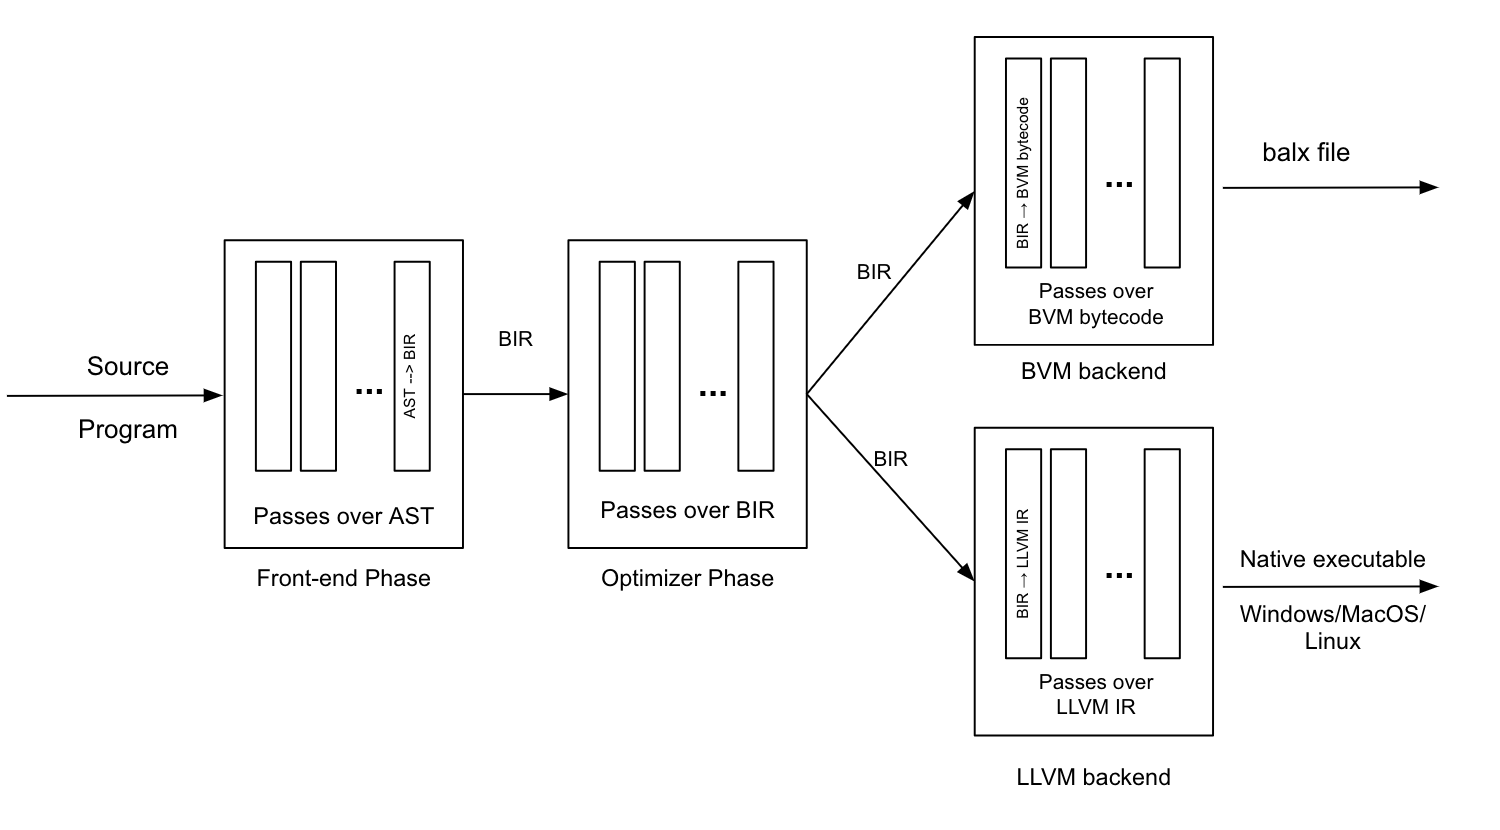 Source
Program
...
AST --> BIR
Passes over AST
Front-end Phase
BIR
...
Passes over BIR
Optimizer Phase
BIR
BIR
BIR → BVM bytecode
...
Passes over
BVM bytecode
BVM backend
balx file
BIR → LLVM IR
...
Passes over
LLVM IR
LLVM backend
Native executable
Windows/MacOS/
Linux